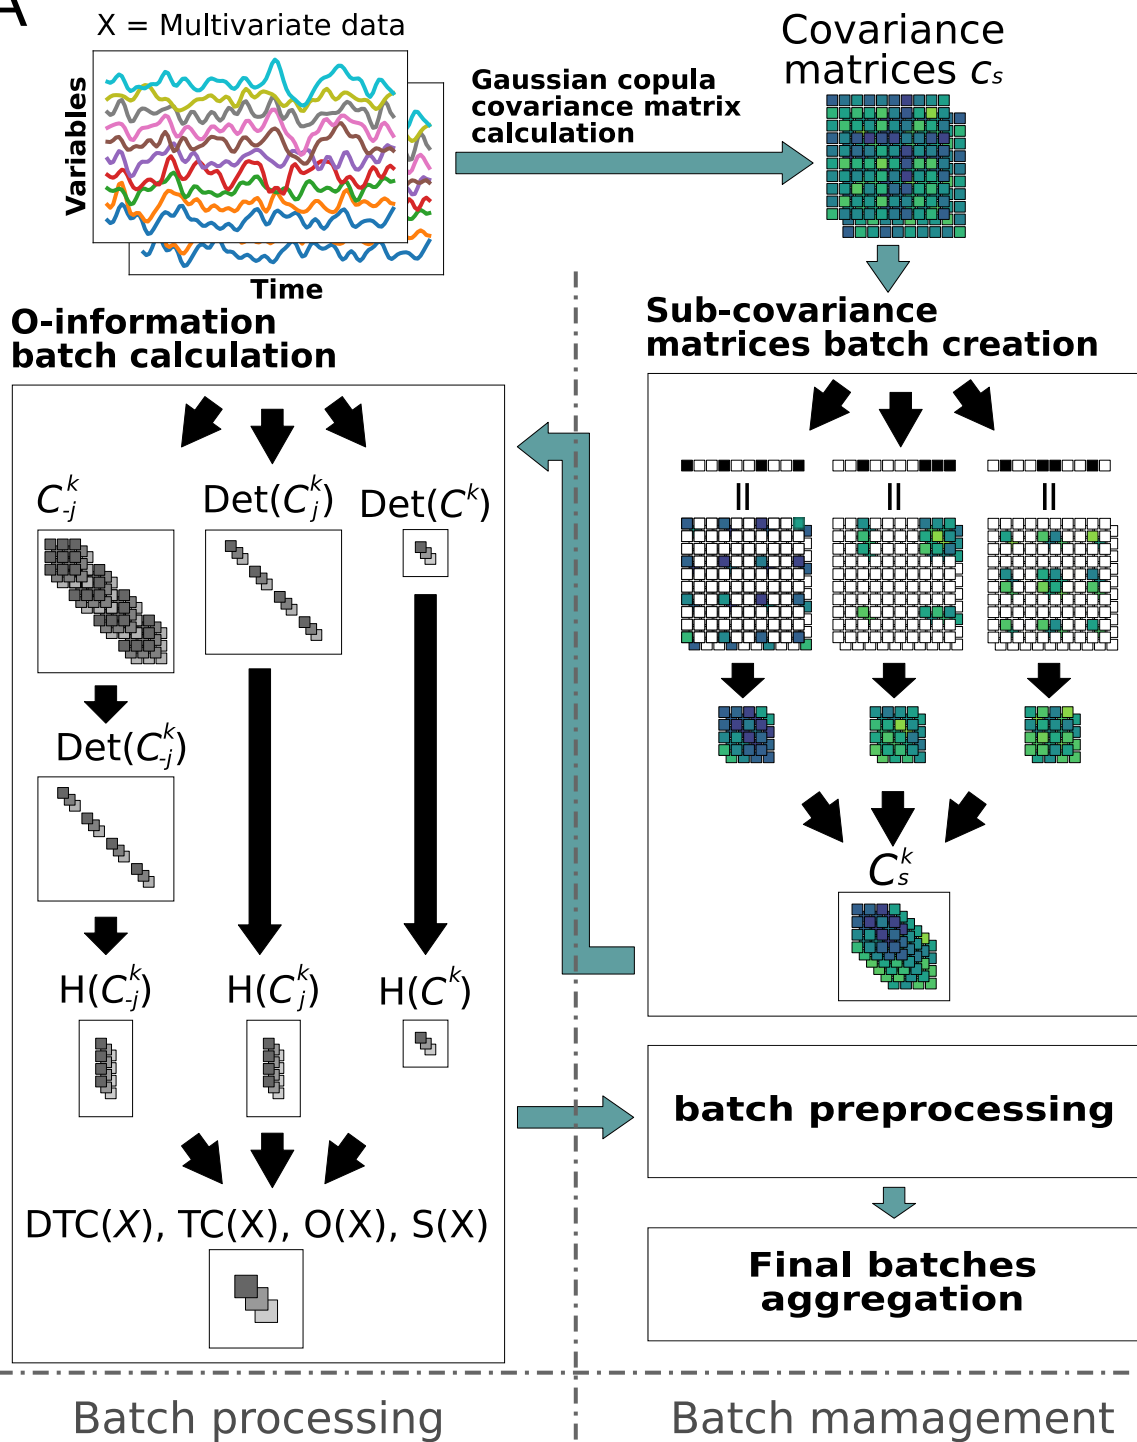 A
X = Multivariate data
Variables
Time
Gaussian copula
covariance matrix
calculation
Covariance
matrices cₛ
O-information
batch calculation
Sub-covariance
matrices batch creation
C₋ⱼᵏ
Det(Cⱼᵏ)
Det(Cᵏ)
Det(C₋ⱼᵏ)
H(C₋ⱼᵏ)
H(Cⱼᵏ)
H(Cᵏ)
DTC(X), TC(X), O(X), S(X)
Cₛᵏ
batch preprocessing
Final batches
aggregation
Batch processing
Batch mamagement